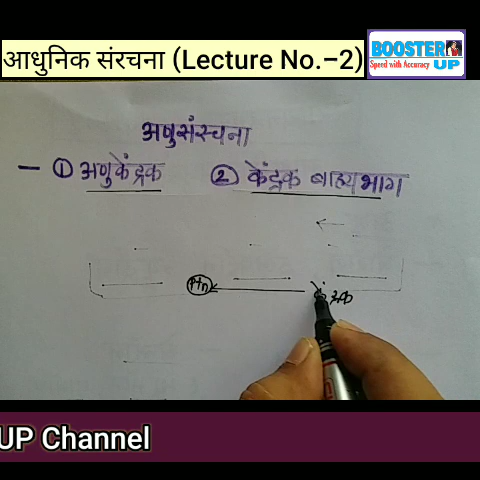 आधुनिक संरचना (Lecture No.–2)
BOOSTER
Speed with Accuracy UP
अणुसंरचना
– ① अणुकेंद्रक ② केंद्रक बाह्यभाग
UP Channel